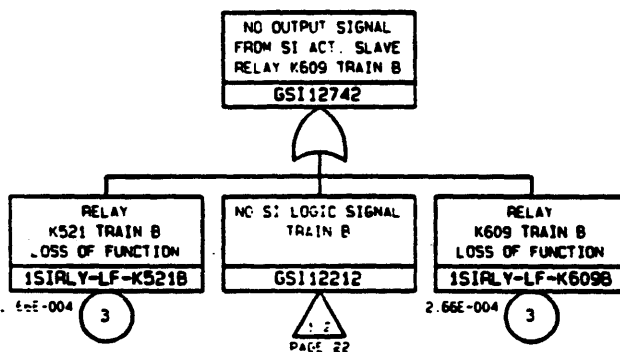 NO OUTPUT SIGNAL
FROM SI ACT. SLAVE
RELAY K609 TRAIN B
GSI12742
RELAY
K521 TRAIN B
LOSS OF FUNCTION
1SIRLY-LF-K521B
3
NO SI LOGIC SIGNAL
TRAIN B
GSI12212
PAGE 22
RELAY
K609 TRAIN B
LOSS OF FUNCTION
1SIRLY-LF-K609B
2.66E-004
3